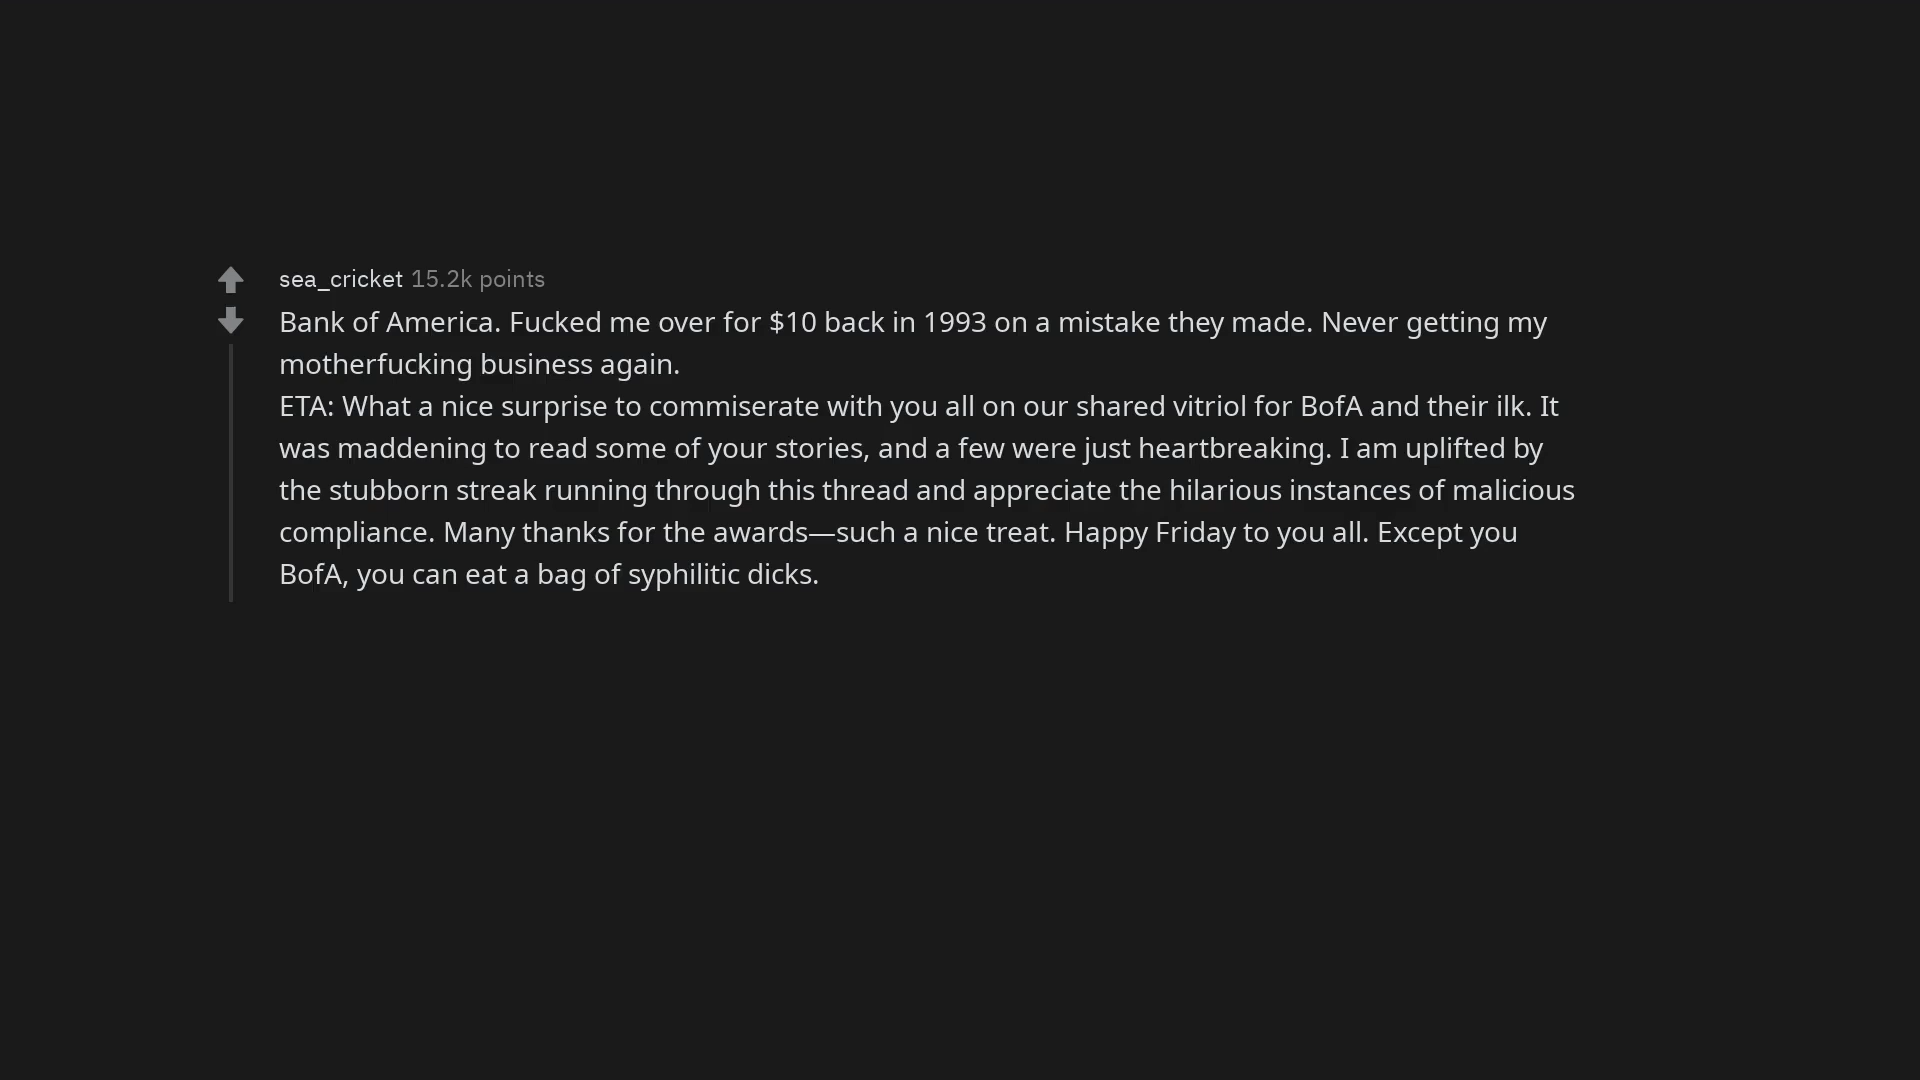 sea_cricket 15.2k points
Bank of America. Fucked me over for $10 back in 1993 on a mistake they made. Never getting my
motherfucking business again.
ETA: What a nice surprise to commiserate with you all on our shared vitriol for BofA and their ilk. It
was maddening to read some of your stories, and a few were just heartbreaking. I am uplifted by
the stubborn streak running through this thread and appreciate the hilarious instances of malicious
compliance. Many thanks for the awards—such a nice treat. Happy Friday to you all. Except you
BofA, you can eat a bag of syphilitic dicks.